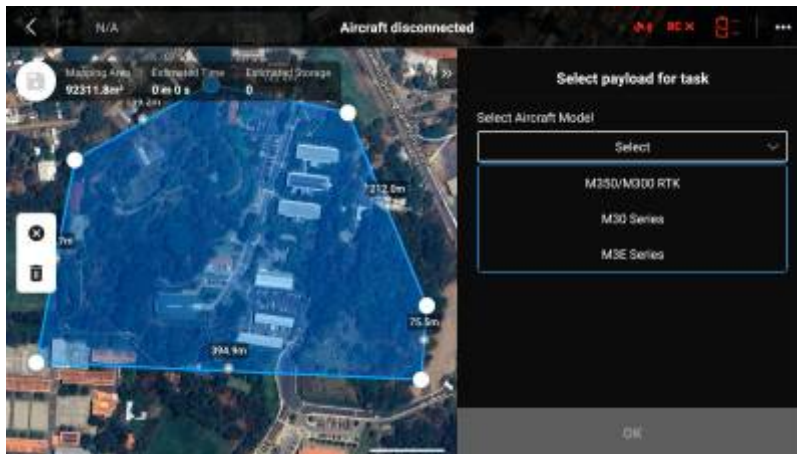 N/A
Aircraft disconnected
Mapping Area Estimated Time Estimated Storage
92311.8m² 0 m 0 s 0
212.0m
75.5m
394.9m
Select payload for task
Select Aircraft Model
Select
M350/M300 RTK
M30 Series
M3E Series
OK